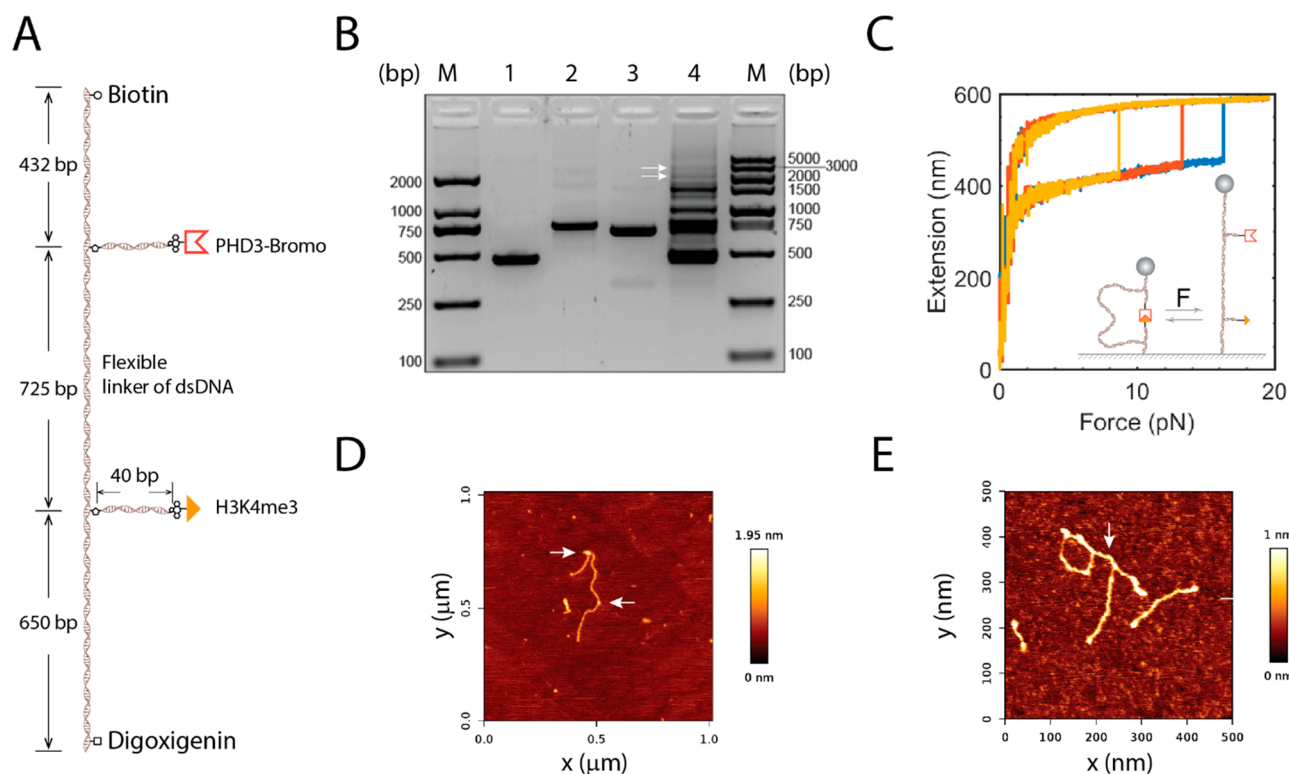 A
Biotin
432 bp
PHD3-Bromo
725 bp
Flexible
linker of dsDNA
40 bp
H3K4me3
650 bp
Digoxigenin
B
(bp) M 1 2 3 4 M (bp)
2000
1000
750
500
250
100
5000
3000
2000
1500
1000
750
500
250
100
C
Extension (nm)
600
400
200
0
0 10 20
Force (pN)
F
D
y (µm)
1.0
0.5
0.0
0.0 0.5 1.0
x (µm)
1.95 nm
0 nm
E
y (nm)
500
400
300
200
100
0
0 100 200 300 400 500
x (nm)
1 nm
0 nm